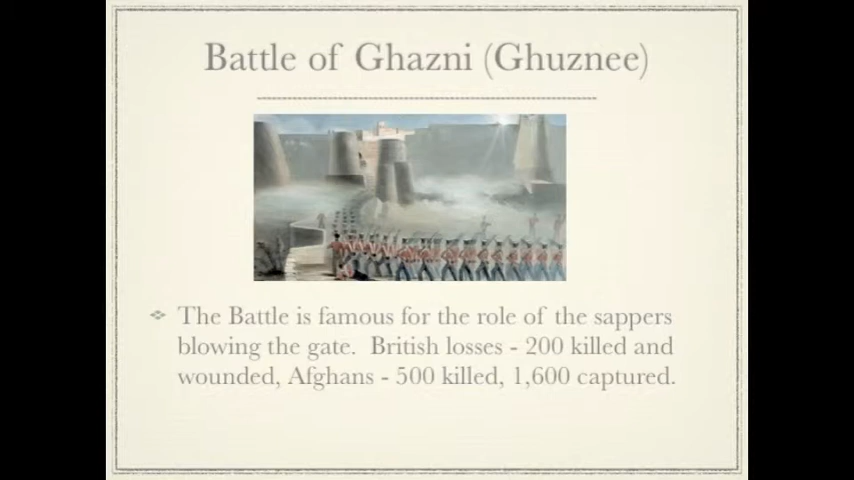 Battle of Ghazni (Ghuznee)
The Battle is famous for the role of the sappers
blowing the gate.  British losses - 200 killed and
wounded, Afghans - 500 killed, 1,600 captured.